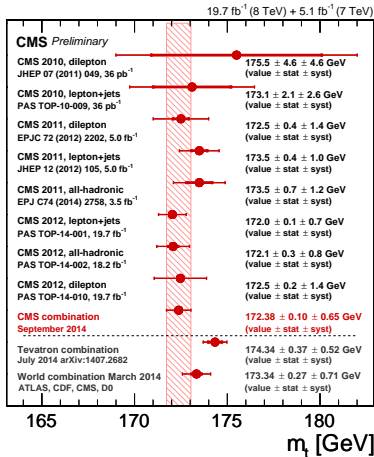 19.7 fb⁻¹ (8 TeV) + 5.1 fb⁻¹ (7 TeV)
CMS Preliminary
CMS 2010, dilepton 175.5 ± 4.6 ± 4.6 GeV
JHEP 07 (2011) 049, 36 pb⁻¹ (value ± stat ± syst)
CMS 2010, lepton+jets 173.1 ± 2.1 ± 2.6 GeV
PAS TOP-10-009, 36 pb⁻¹ (value ± stat ± syst)
CMS 2011, dilepton 172.5 ± 0.4 ± 1.4 GeV
EPJC 72 (2012) 2202, 5.0 fb⁻¹ (value ± stat ± syst)
CMS 2011, lepton+jets 173.5 ± 0.4 ± 1.0 GeV
JHEP 12 (2012) 105, 5.0 fb⁻¹ (value ± stat ± syst)
CMS 2011, all-hadronic 173.5 ± 0.7 ± 1.2 GeV
EPJ C74 (2014) 2758, 3.5 fb⁻¹ (value ± stat ± syst)
CMS 2012, lepton+jets 172.0 ± 0.1 ± 0.7 GeV
PAS TOP-14-001, 19.7 fb⁻¹ (value ± stat ± syst)
CMS 2012, all-hadronic 172.1 ± 0.3 ± 0.8 GeV
PAS TOP-14-002, 18.2 fb⁻¹ (value ± stat ± syst)
CMS 2012, dilepton 172.5 ± 0.2 ± 1.4 GeV
PAS TOP-14-010, 19.7 fb⁻¹ (value ± stat ± syst)
CMS combination 172.38 ± 0.10 ± 0.65 GeV
September 2014 (value ± stat ± syst)
Tevatron combination 174.34 ± 0.37 ± 0.52 GeV
July 2014 arXiv:1407.2682 (value ± stat ± syst)
World combination March 2014 173.34 ± 0.27 ± 0.71 GeV
ATLAS, CDF, CMS, D0 (value ± stat ± syst)
165 170 175 180
mₜ [GeV]